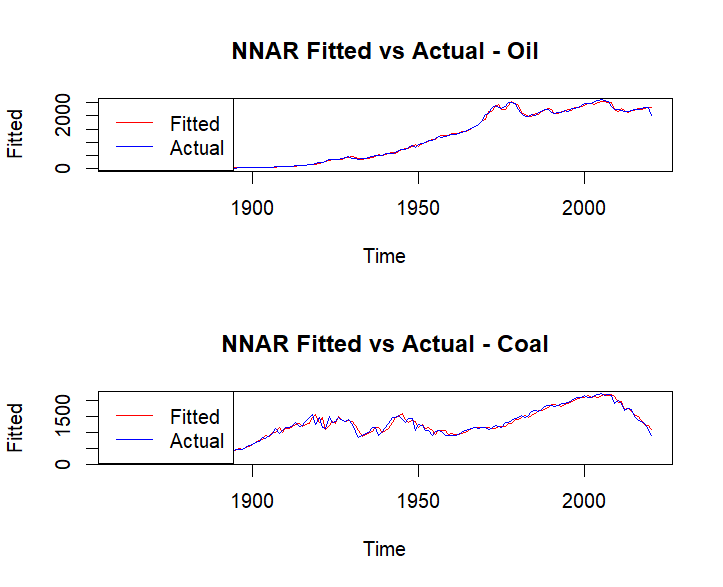 NNAR Fitted vs Actual - Oil
Fitted
2000
0
Fitted
Actual
1900 1950 2000
Time
NNAR Fitted vs Actual - Coal
Fitted
1500
0
Fitted
Actual
1900 1950 2000
Time